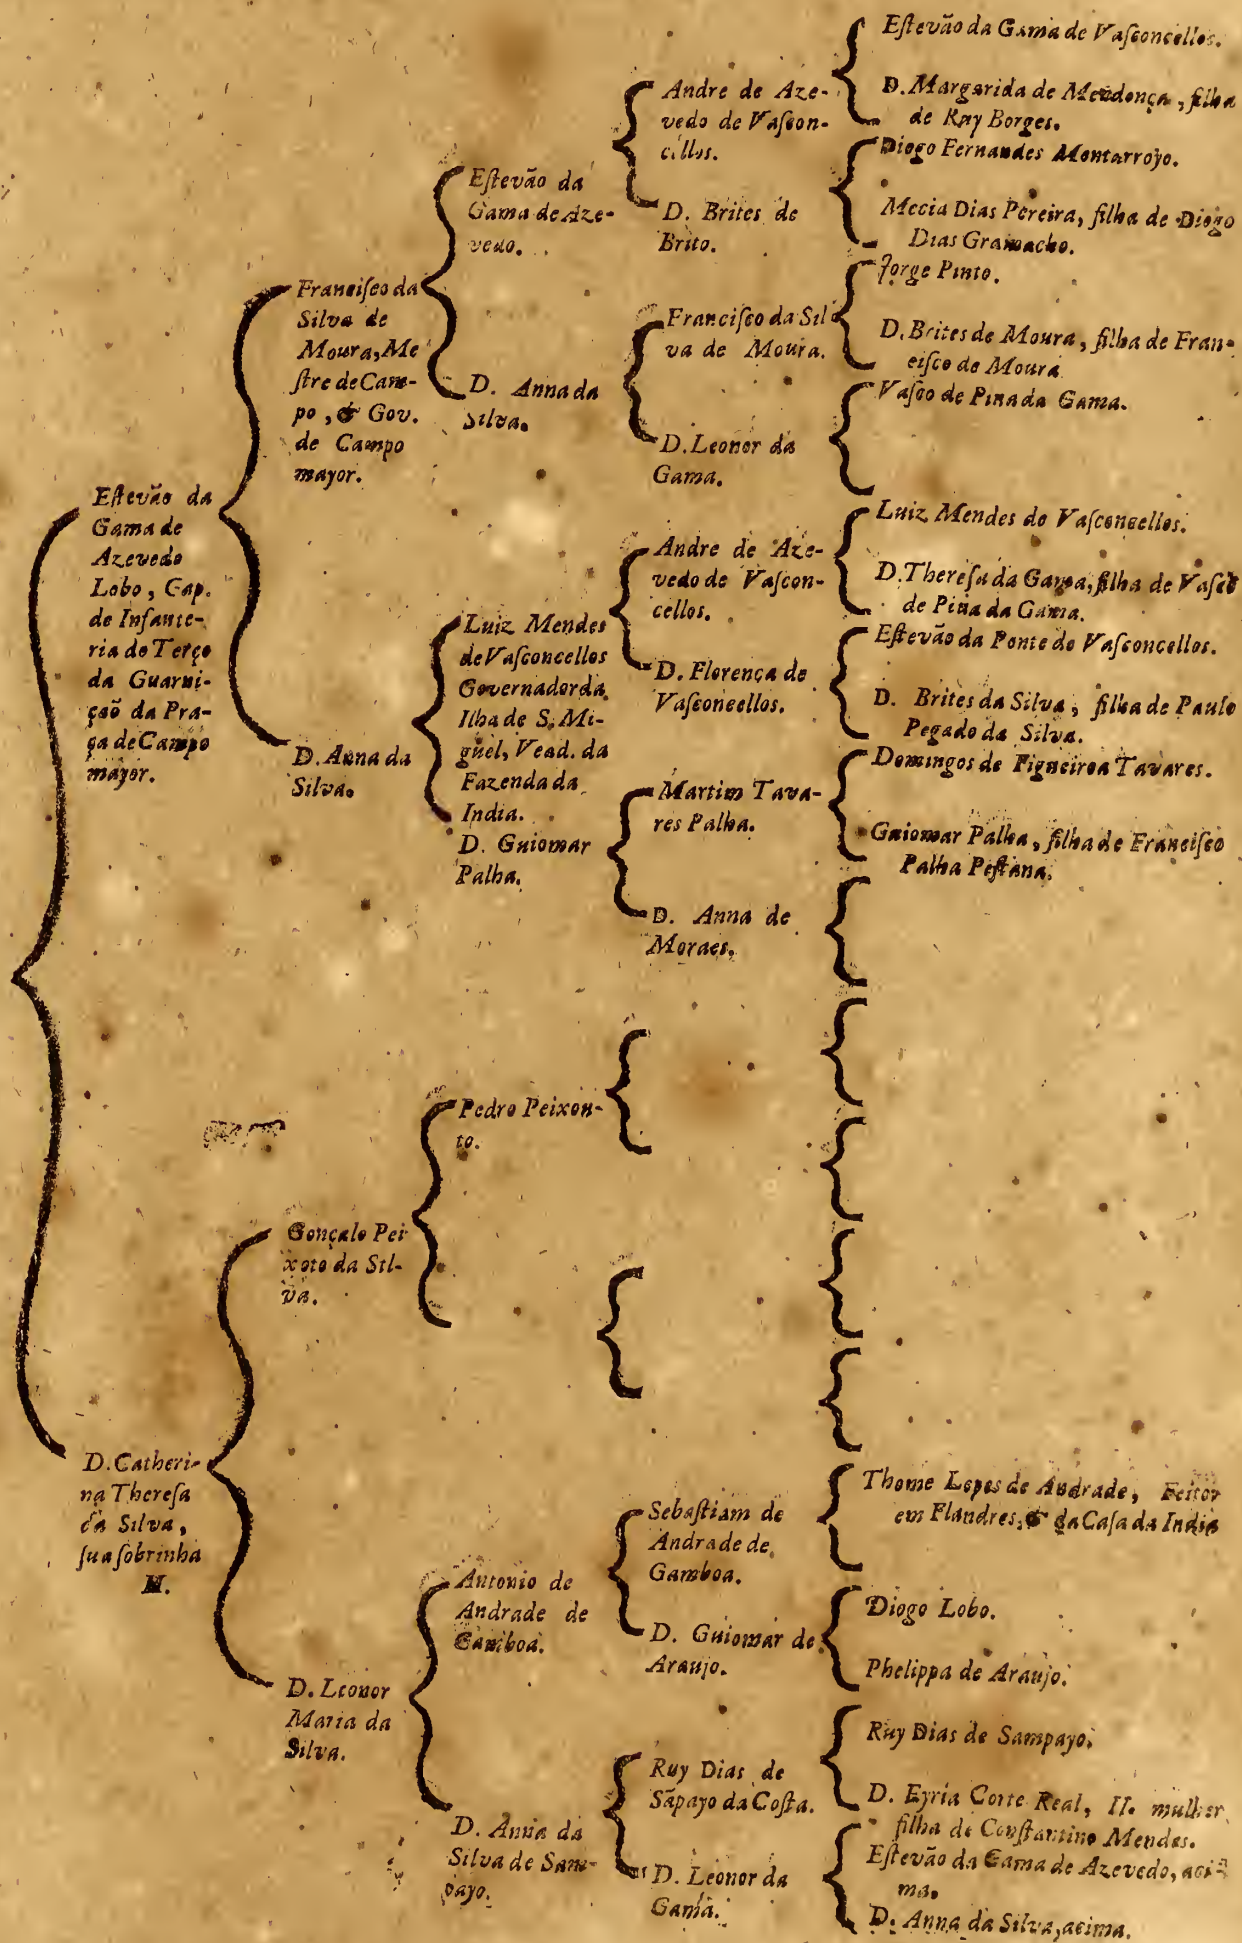 Eſtevão da
Gama de
Azevedo
Lobo, Cap.
de Infante-
ria do Terço
da Guarni-
çaõ da Pra-
ça de Campo
mayor.
D. Catheri-
na Thereſa
da Silva,
ſua ſobrinha
H.
Franciſco da
Silva de
Moura, Me
ſtre de Cam-
po, & Gov.
de Campo
mayor.
D. Anna da
Silva.
Gonçalo Pei
xoto da Sil-
va.
D. Leonor
Maria da
Silva.
Eſtevão da
Gama de Aze-
vedo.
D. Anna da
Silva.
Luiz Mendes
de Vaſconcellos
Governador da
Ilha de S. Mi-
guel, Vead. da
Fazenda da
India.
D. Guiomar
Palha.
Pedro Peixou-
to.
Antonio de
Andrade de
Gamboa.
D. Anna da
Silva de Sam-
payo.
Andre de Aze-
vedo de Vaſcon-
cellos.
D. Brites de
Brito.
Franciſco da Sil
va de Moura.
D. Leonor da
Gama.
Andre de Aze-
vedo de Vaſcon-
cellos.
D. Florença de
Vaſconcellos.
Martim Tava-
res Palha.
D. Anna de
Moraes.
Sebaſtiam de
Andrade de
Gamboa.
D. Guiomar de
Araujo.
Ruy Dias de
Sãpayo da Coſta.
D. Leonor da
Gama.
Eſtevão da Gama de Vaſconcellos.
D. Margarida de Mendonça, filha
de Ruy Borges.
Diogo Fernandes Montarroyo.
Mecia Dias Pereira, filha de Diogo
Dias Gramacho.
Jorge Pinto.
D. Brites de Moura, filha de Fran-
ciſco de Moura
Vaſco de Pina da Gama.
Luiz Mendes de Vaſconcellos.
D. Thereſa da Gama, filha de Vaſco
de Pina da Gama.
Eſtevão da Ponte de Vaſconcellos.
D. Brites da Silva, filha de Paulo
Pegado da Silva.
Domingos de Figueiroa Tavares.
Guiomar Palha, filha de Franciſco
Palha Peſtana.
Thome Lopes de Andrade, Feitor
em Flandres, & da Caſa da India
Diogo Lobo.
Phelippa de Araujo.
Ruy Dias de Sampayo.
D. Eyria Corte Real, II. mulher
filha de Conſtantino Mendes.
Eſtevão da Gama de Azevedo, aci-
ma.
D. Anna da Silva, acima.